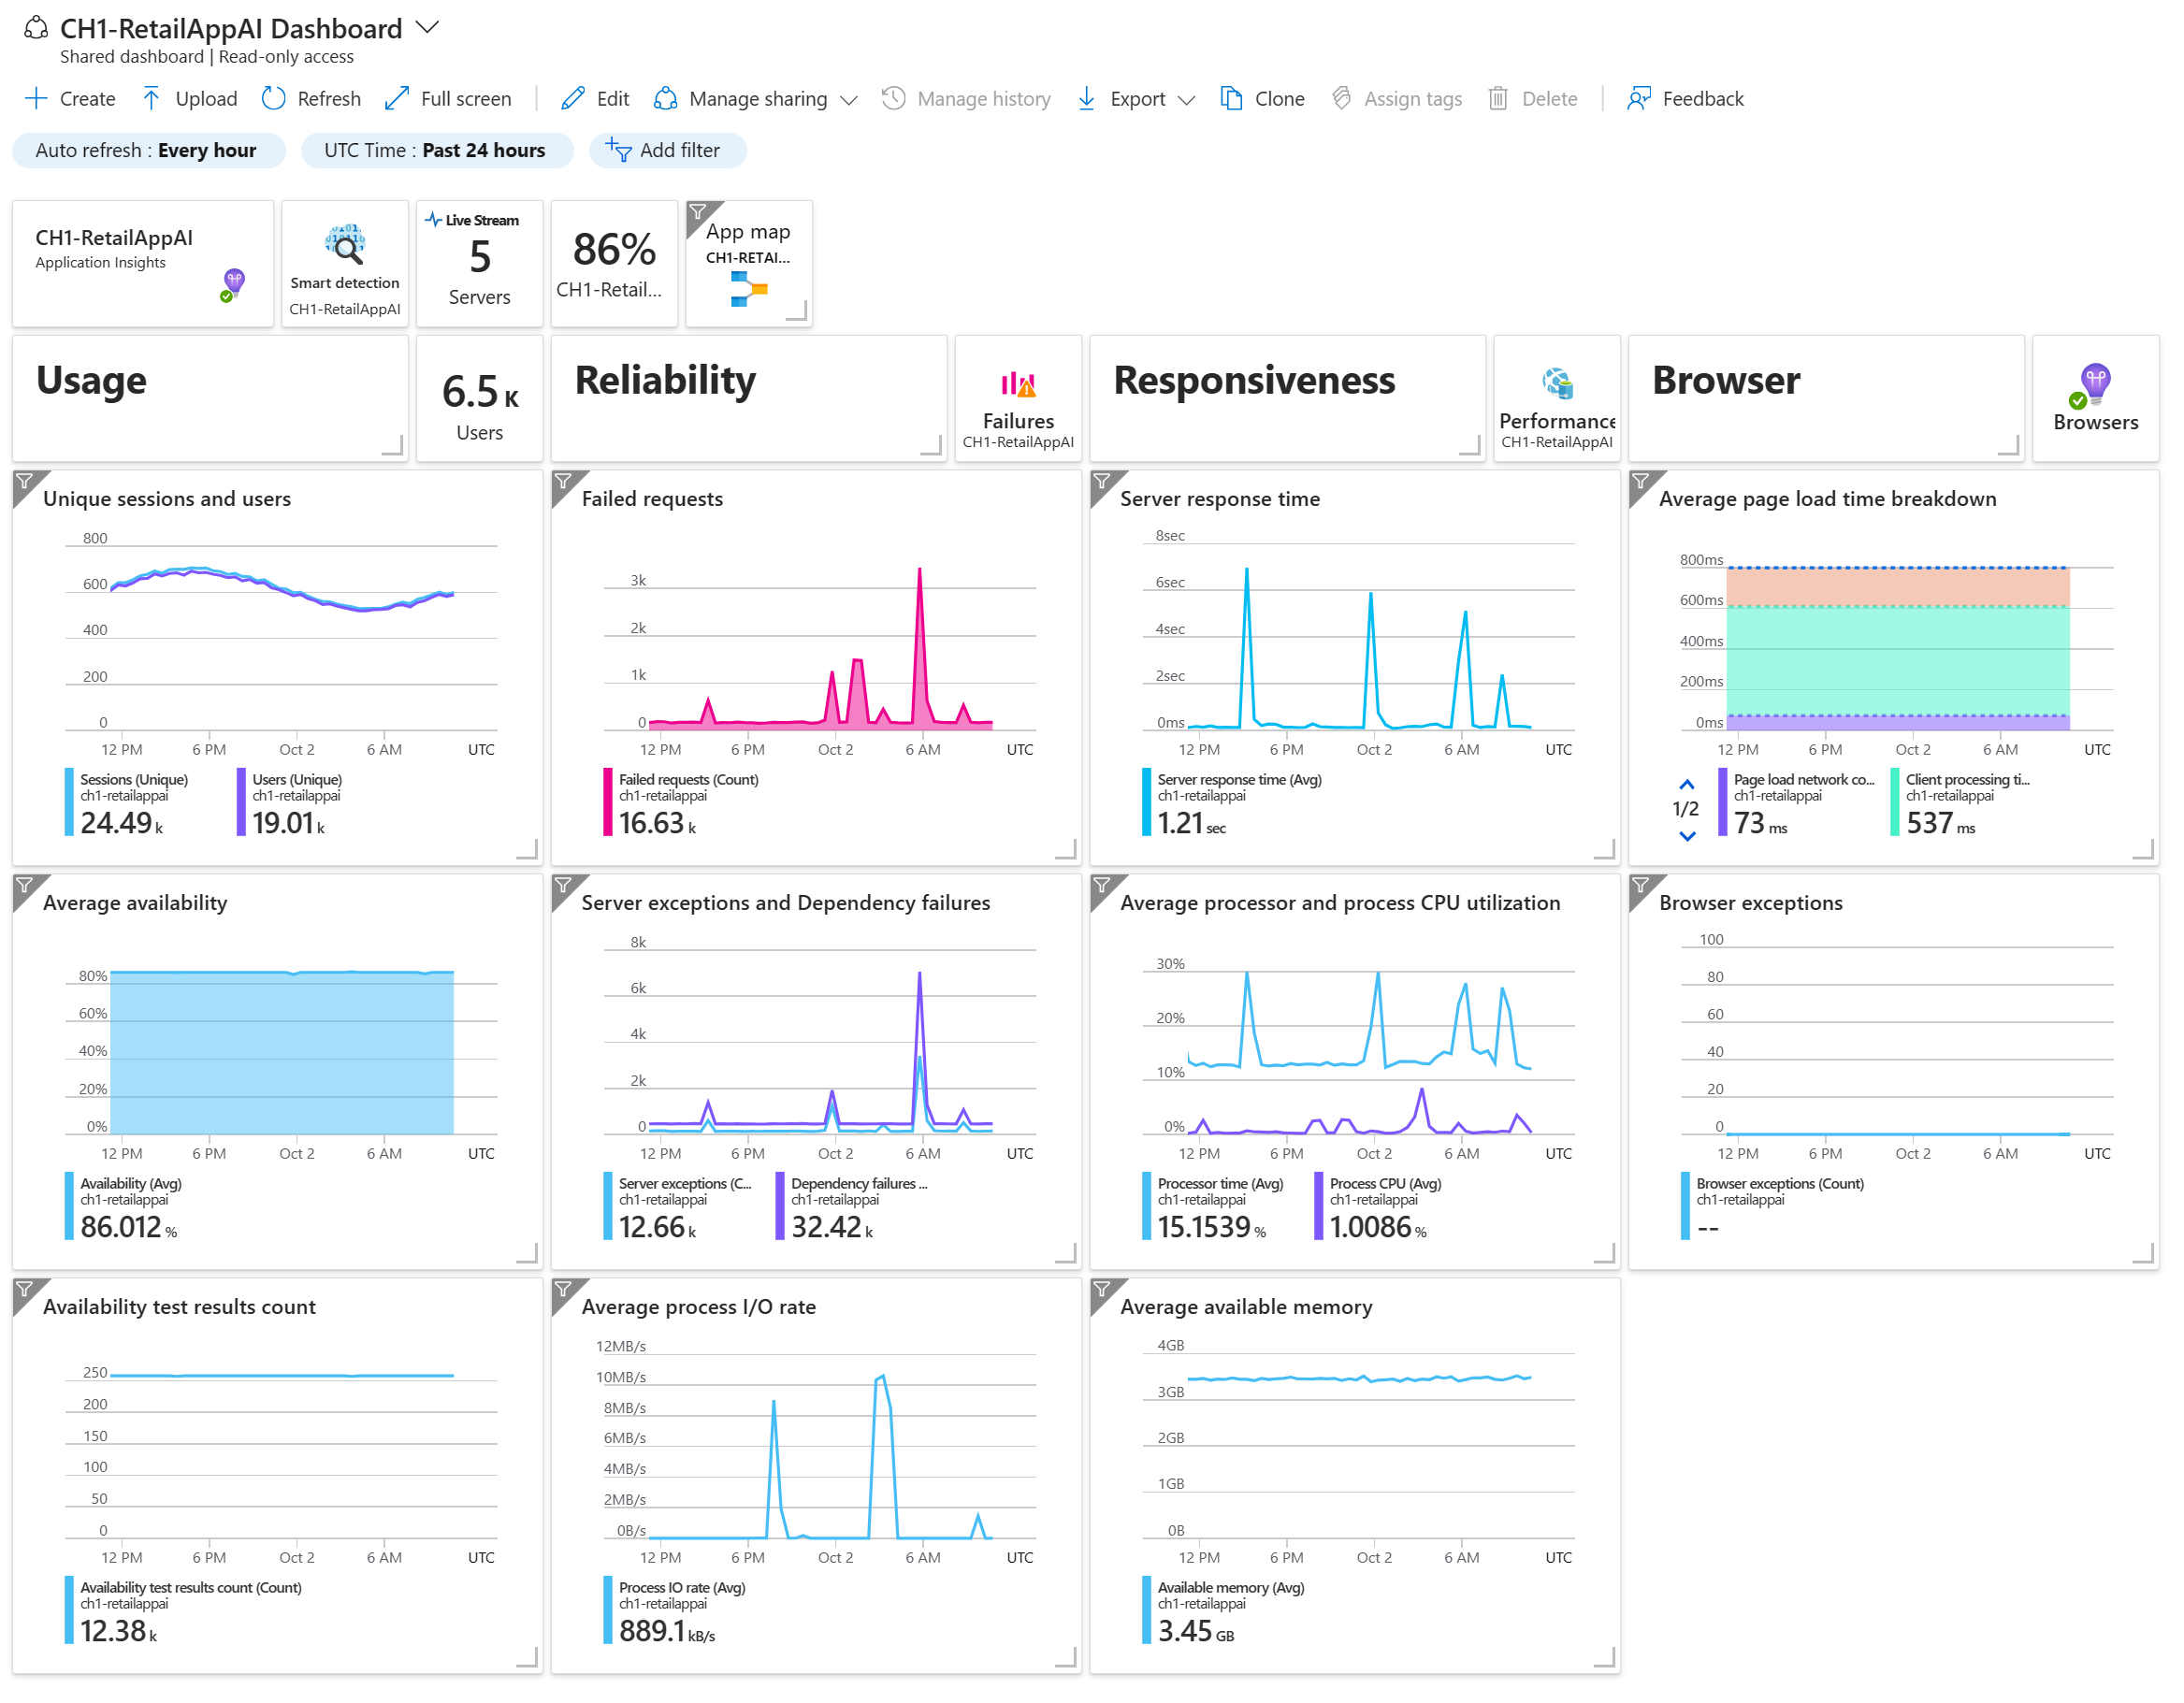 CH1-RetailAppAI Dashboard
Shared dashboard | Read-only access
Create Upload Refresh Full screen Edit Manage sharing Manage history Export Clone Assign tags Delete Feedback
Auto refresh : Every hour UTC Time : Past 24 hours Add filter
CH1-RetailAppAI
Application Insights
Smart detection
CH1-RetailAppAI
Live Stream
5
Servers
86%
CH1-Retail...
App map
CH1-RETAI...
Usage
6.5 K
Users
Reliability
Failures
CH1-RetailAppAI
Responsiveness
Performance
CH1-RetailAppAI
Browser
Browsers
Unique sessions and users
800
600
400
200
0
12 PM 6 PM Oct 2 6 AM UTC
Sessions (Unique)
ch1-retailappai
24.49 k
Users (Unique)
ch1-retailappai
19.01 k
Failed requests
3k
2k
1k
0
12 PM 6 PM Oct 2 6 AM UTC
Failed requests (Count)
ch1-retailappai
16.63 k
Server response time
8sec
6sec
4sec
2sec
0ms
12 PM 6 PM Oct 2 6 AM UTC
Server response time (Avg)
ch1-retailappai
1.21 sec
Average page load time breakdown
800ms
600ms
400ms
200ms
0ms
12 PM 6 PM Oct 2 6 AM UTC
1/2
Page load network co...
ch1-retailappai
73 ms
Client processing ti...
ch1-retailappai
537 ms
Average availability
80%
60%
40%
20%
0%
12 PM 6 PM Oct 2 6 AM UTC
Availability (Avg)
ch1-retailappai
86.012 %
Server exceptions and Dependency failures
8k
6k
4k
2k
0
12 PM 6 PM Oct 2 6 AM UTC
Server exceptions (C...
ch1-retailappai
12.66 k
Dependency failures ...
ch1-retailappai
32.42 k
Average processor and process CPU utilization
30%
20%
10%
0%
12 PM 6 PM Oct 2 6 AM UTC
Processor time (Avg)
ch1-retailappai
15.1539 %
Process CPU (Avg)
ch1-retailappai
1.0086 %
Browser exceptions
100
80
60
40
20
0
12 PM 6 PM Oct 2 6 AM UTC
Browser exceptions (Count)
ch1-retailappai
--
Availability test results count
250
200
150
100
50
0
12 PM 6 PM Oct 2 6 AM UTC
Availability test results count (Count)
ch1-retailappai
12.38 k
Average process I/O rate
12MB/s
10MB/s
8MB/s
6MB/s
4MB/s
2MB/s
0B/s
12 PM 6 PM Oct 2 6 AM UTC
Process IO rate (Avg)
ch1-retailappai
889.1 kB/s
Average available memory
4GB
3GB
2GB
1GB
0B
12 PM 6 PM Oct 2 6 AM UTC
Available memory (Avg)
ch1-retailappai
3.45 GB